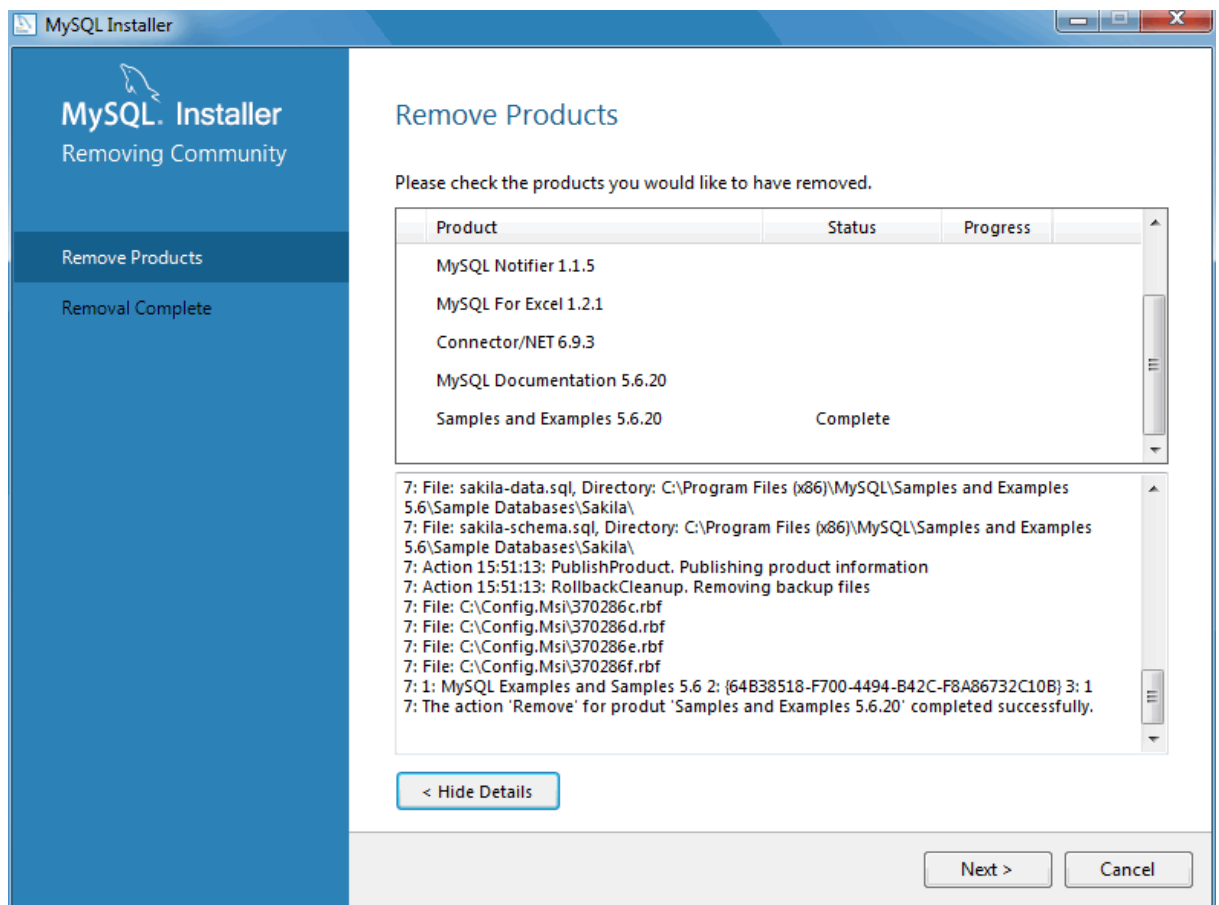 MySQL Installer
MySQL. Installer
Removing Community
Remove Products
Removal Complete
Remove Products
Please check the products you would like to have removed.
Product Status Progress
MySQL Notifier 1.1.5
MySQL For Excel 1.2.1
Connector/NET 6.9.3
MySQL Documentation 5.6.20
Samples and Examples 5.6.20 Complete
7: File: sakila-data.sql, Directory: C:\Program Files (x86)\MySQL\Samples and Examples
5.6\Sample Databases\Sakila\
7: File: sakila-schema.sql, Directory: C:\Program Files (x86)\MySQL\Samples and Examples
5.6\Sample Databases\Sakila\
7: Action 15:51:13: PublishProduct. Publishing product information
7: Action 15:51:13: RollbackCleanup. Removing backup files
7: File: C:\Config.Msi\370286c.rbf
7: File: C:\Config.Msi\370286d.rbf
7: File: C:\Config.Msi\370286e.rbf
7: File: C:\Config.Msi\370286f.rbf
7: 1: MySQL Examples and Samples 5.6 2: {64B38518-F700-4494-B42C-F8A86732C10B} 3: 1
7: The action 'Remove' for produt 'Samples and Examples 5.6.20' completed successfully.
< Hide Details
Next > Cancel